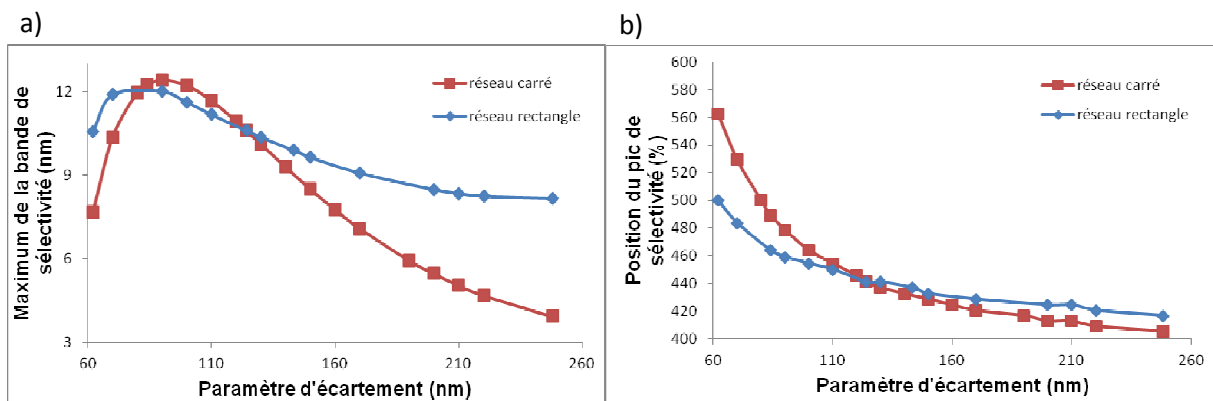 a)
Maximum de la bande de
sélectivité (nm)
12
9
6
3
60
110
160
210
260
Paramètre d'écartement (nm)
réseau carré
réseau rectangle
b)
Position du pic de
sélectivité (%)
600
580
560
540
520
500
480
460
440
420
400
60
110
160
210
260
Paramètre d'écartement (nm)
réseau carré
réseau rectangle